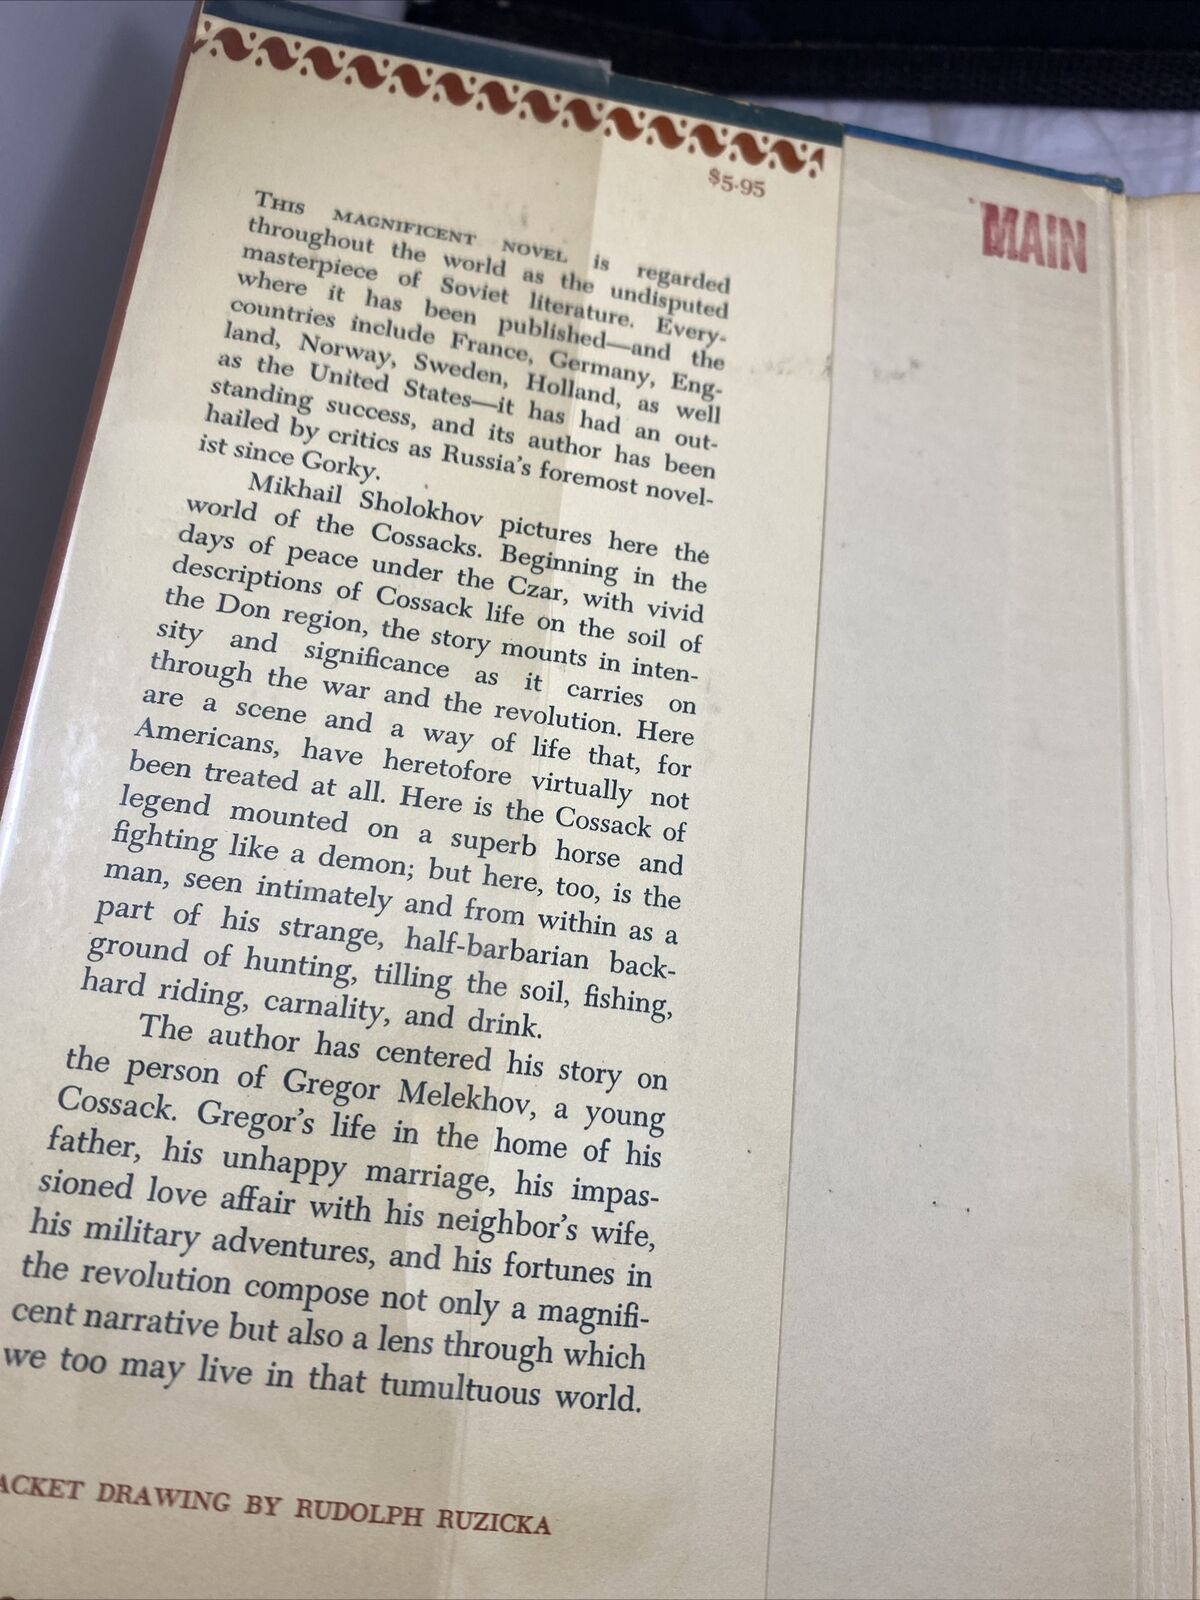 $5.95
MAIN
THIS MAGNIFICENT NOVEL is regarded
throughout the world as the undisputed
masterpiece of Soviet literature. Every-
where it has been published—and the
countries include France, Germany, Eng-
land, Norway, Sweden, Holland, as well
as the United States—it has had an out-
standing success, and its author has been
hailed by critics as Russia's foremost novel-
ist since Gorky.
Mikhail Sholokhov pictures here the
world of the Cossacks. Beginning in the
days of peace under the Czar, with vivid
descriptions of Cossack life on the soil of
the Don region, the story mounts in inten-
sity and significance as it carries on
through the war and the revolution. Here
are a scene and a way of life that, for
Americans, have heretofore virtually not
been treated at all. Here is the Cossack of
legend mounted on a superb horse and
fighting like a demon; but here, too, is the
man, seen intimately and from within as a
part of his strange, half-barbarian back-
ground of hunting, tilling the soil, fishing,
hard riding, carnality, and drink.
The author has centered his story on
the person of Gregor Melekhov, a young
Cossack. Gregor's life in the home of his
father, his unhappy marriage, his impas-
sioned love affair with his neighbor's wife,
his military adventures, and his fortunes in
the revolution compose not only a magnifi-
cent narrative but also a lens through which
we too may live in that tumultuous world.
ACKET DRAWING BY RUDOLPH RUZICKA